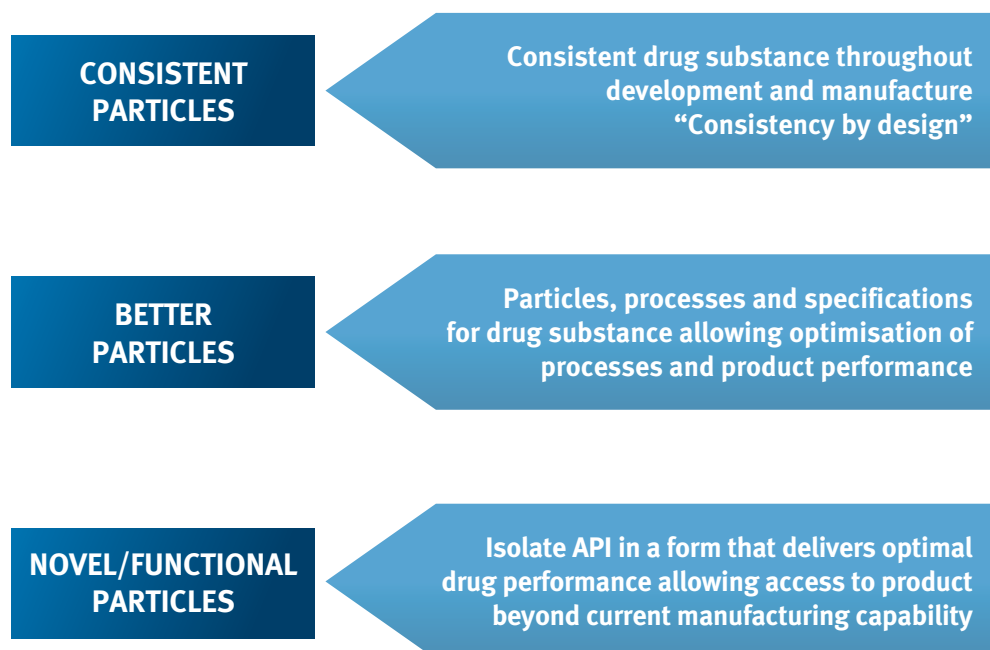 CONSISTENT
PARTICLES
Consistent drug substance throughout
development and manufacture
“Consistency by design”
BETTER
PARTICLES
Particles, processes and specifications
for drug substance allowing optimisation of
processes and product performance
NOVEL/FUNCTIONAL
PARTICLES
Isolate API in a form that delivers optimal
drug performance allowing access to product
beyond current manufacturing capability